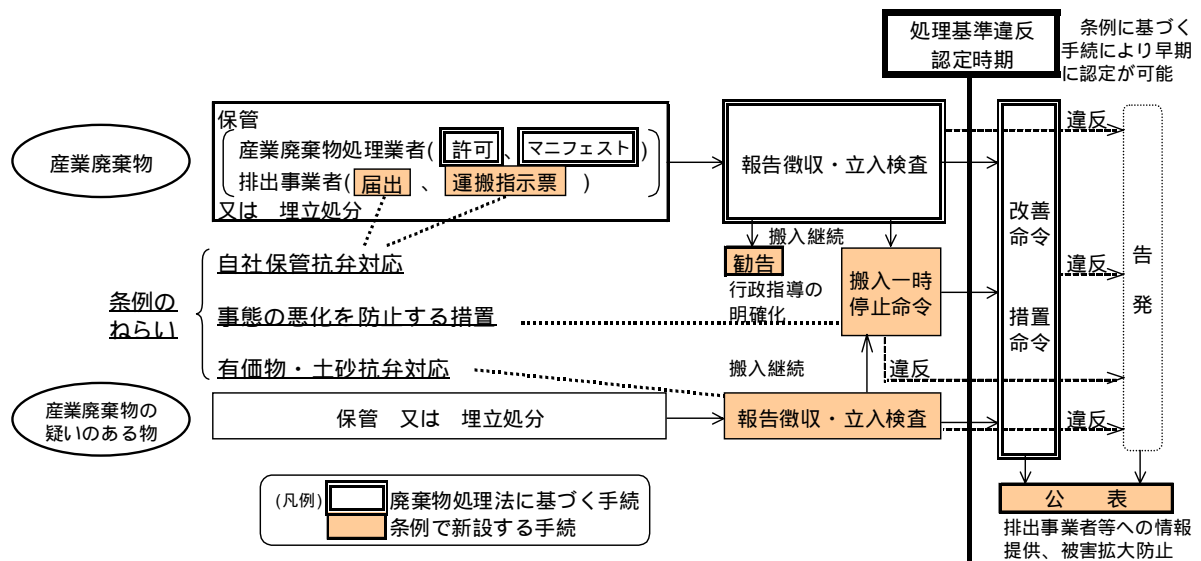 処理基準違反
認定時期
条例に基づく
手続により早期
に認定が可能
産業廃棄物
保管
産業廃棄物処理業者(許可、マニフェスト)
排出事業者(届出、運搬指示票)
又は 埋立処分
報告徴収・立入検査
違反
改善
命令
措置
命令
告
発
搬入継続
勧告
行政指導の
明確化
搬入一時
停止命令
違反
条例の
ねらい
自社保管抗弁対応
事態の悪化を防止する措置
有価物・土砂抗弁対応
搬入継続
違反
産業廃棄物の
疑いのある物
保管 又は 埋立処分
報告徴収・立入検査
違反
(凡例)
廃棄物処理法に基づく手続
条例で新設する手続
公 表
排出事業者等への情報
提供、被害拡大防止